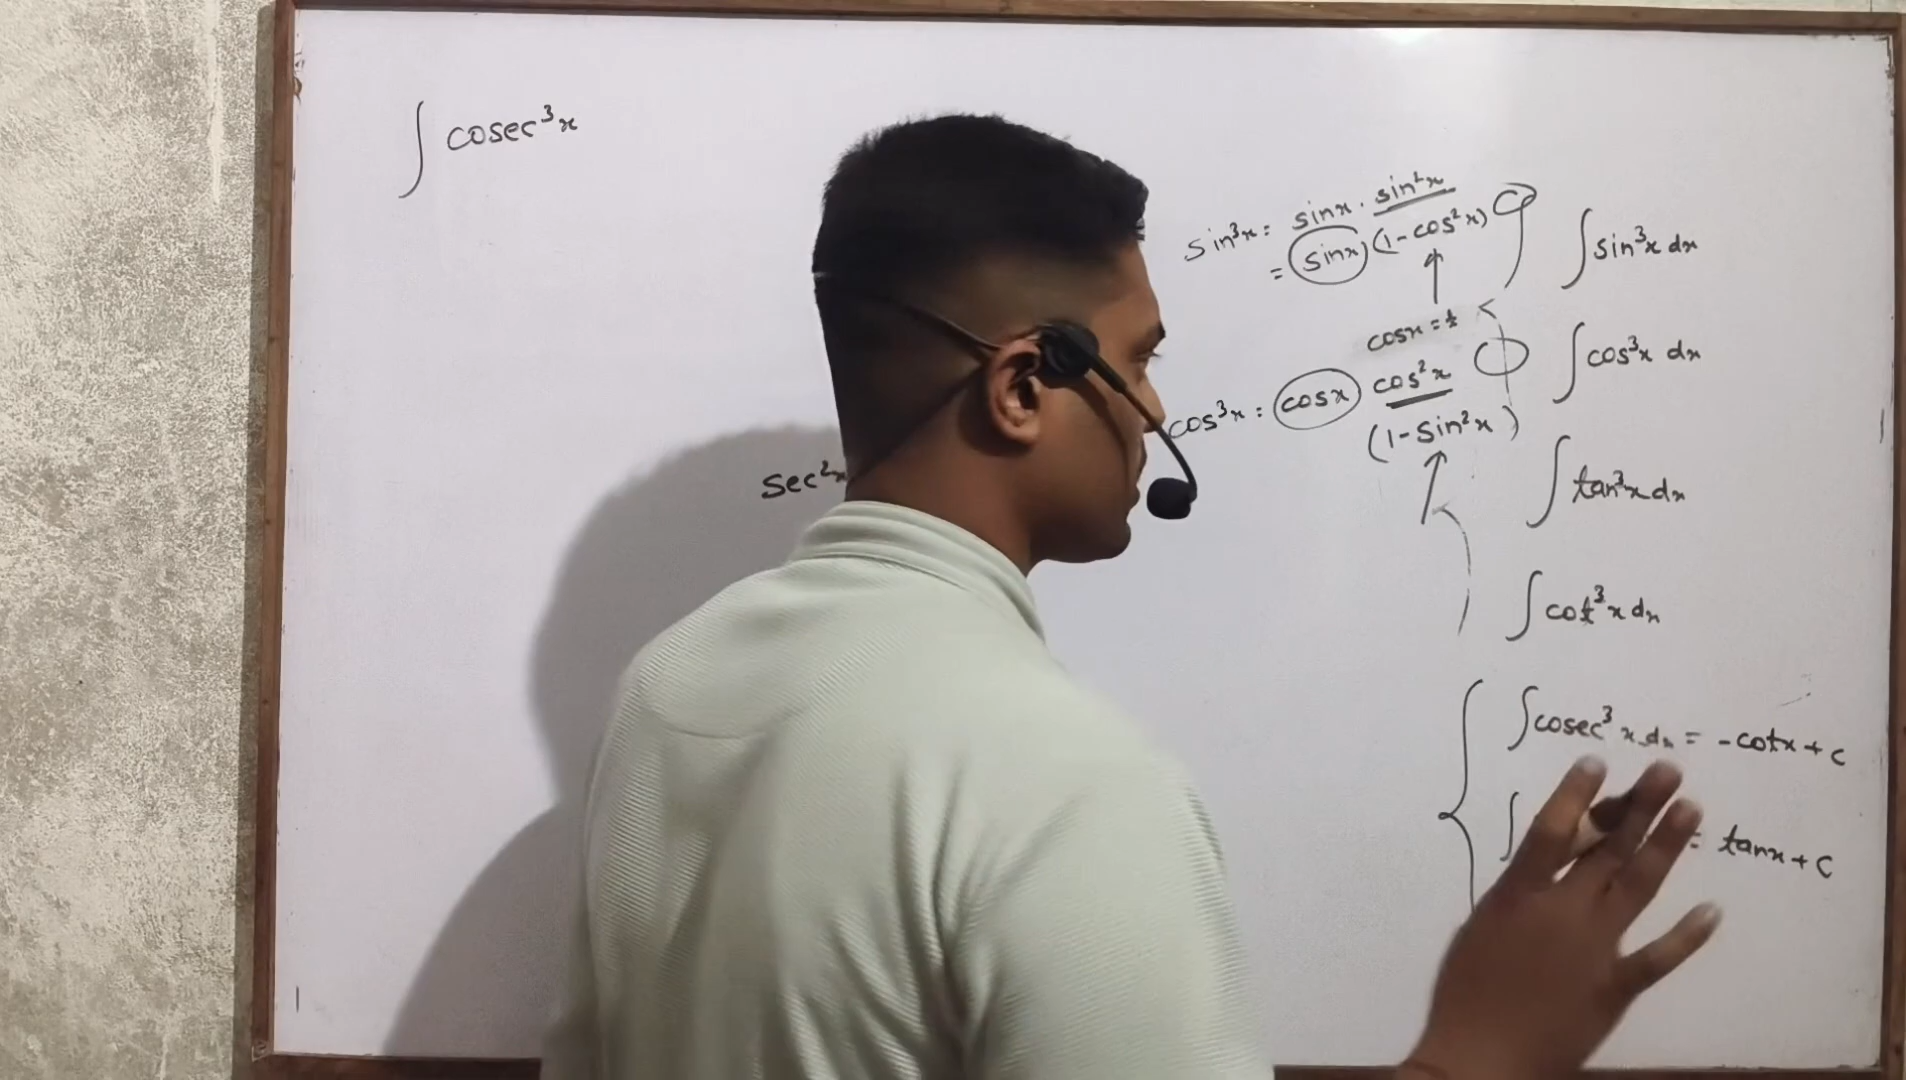 ∫ cosec³x
sin³x = sinx . sin²x
= sinx (1-cos²x)
cosx = t
cos³x = cosx cos²x
(1-sin²x)
sec²x
∫ sin³x dx
∫ cos³x dx
∫ tan³x dx
∫ cot³x dx
∫ cosec³x dx = -cotx + c
∫ = tanx + c